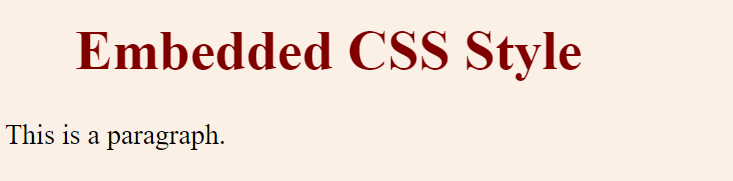 Embedded CSS Style
This is a paragraph.